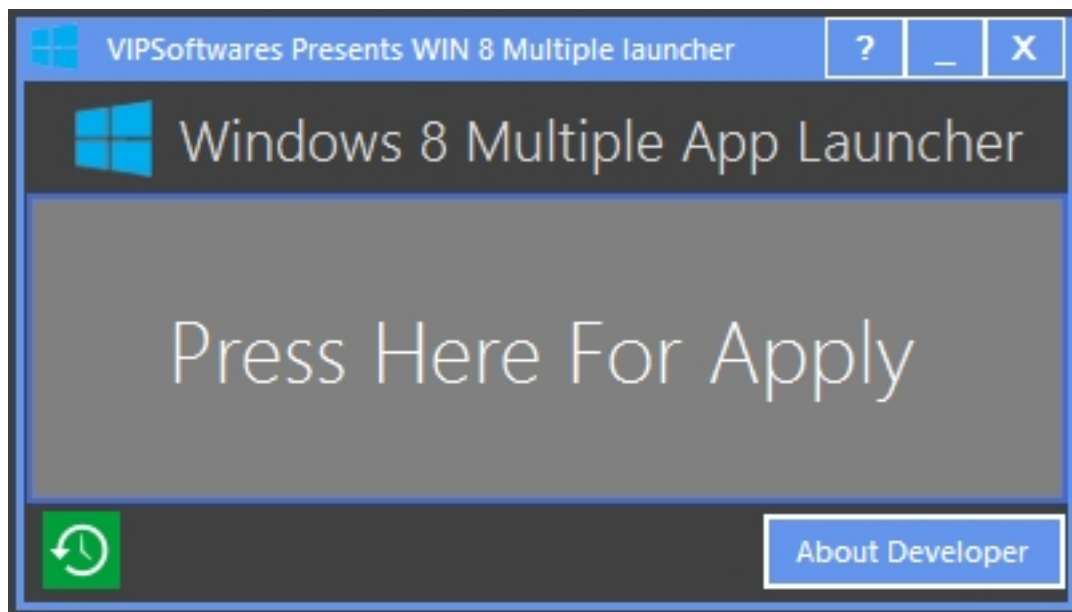 VIPSoftwares Presents WIN 8 Multiple launcher ? _ X
Windows 8 Multiple App Launcher
Press Here For Apply
About Developer